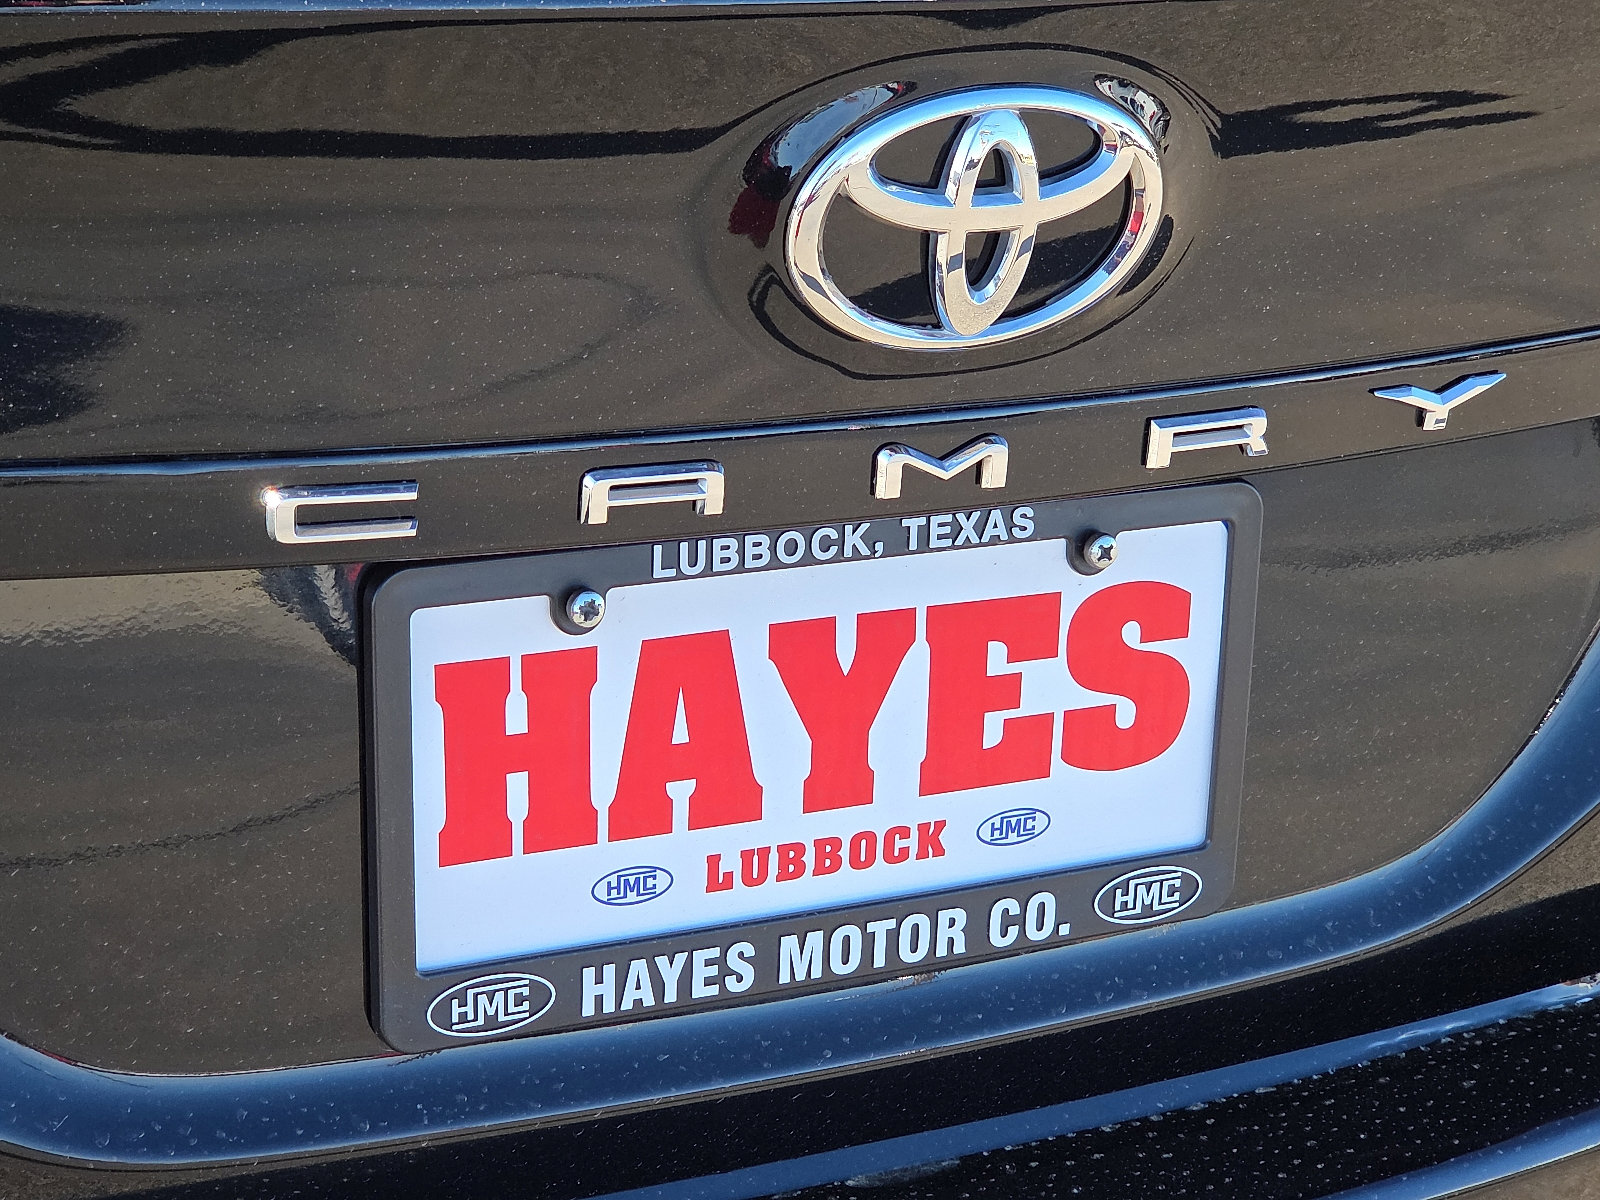 CAMRY
LUBBOCK, TEXAS
HAYES
HMC LUBBOCK HMC
HMC HAYES MOTOR CO. HMC